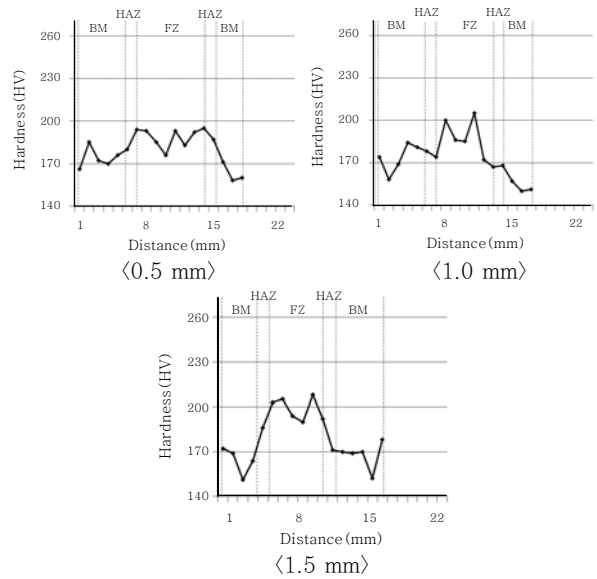 HAZ HAZ
BM FZ BM
260
230
200
170
140
1 8 15 22
Hardness(HV)
Distance(mm)
〈0.5 mm〉
HAZ HAZ
BM FZ BM
260
230
200
170
140
1 8 15 22
Hardness(HV)
Distance(mm)
〈1.0 mm〉
HAZ HAZ
BM FZ BM
260
230
200
170
140
1 8 15 22
Hardness(HV)
Distance(mm)
〈1.5 mm〉